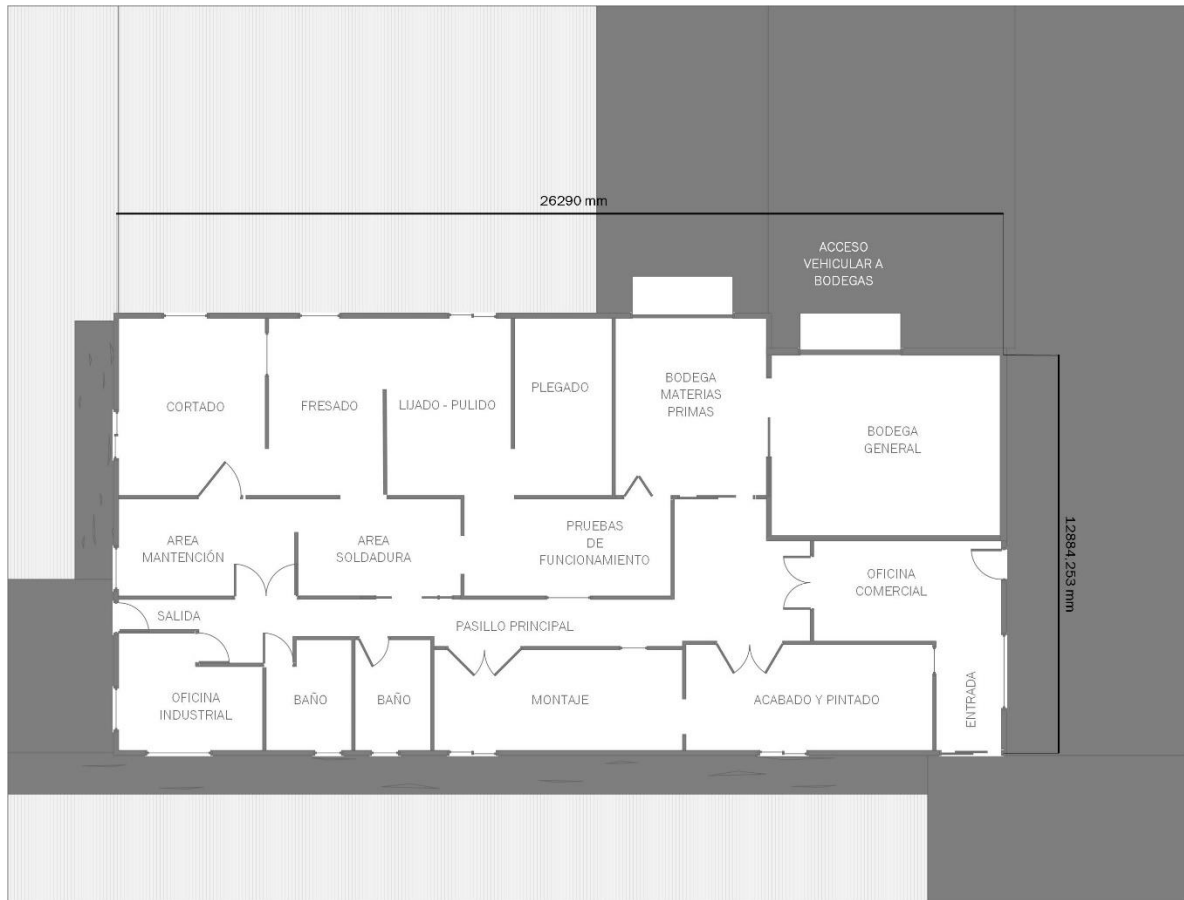 26290 mm
ACCESO
VEHICULAR A
BODEGAS
CORTADO
FRESADO
LIJADO - PULIDO
PLEGADO
BODEGA
MATERIAS
PRIMAS
BODEGA
GENERAL
12884,253 mm
AREA
MANTENCIÓN
AREA
SOLDADURA
PRUEBAS
DE
FUNCIONAMIENTO
OFICINA
COMERCIAL
SALIDA
PASILLO PRINCIPAL
OFICINA
INDUSTRIAL
BAÑO
BAÑO
MONTAJE
ACABADO Y PINTADO
ENTRADA